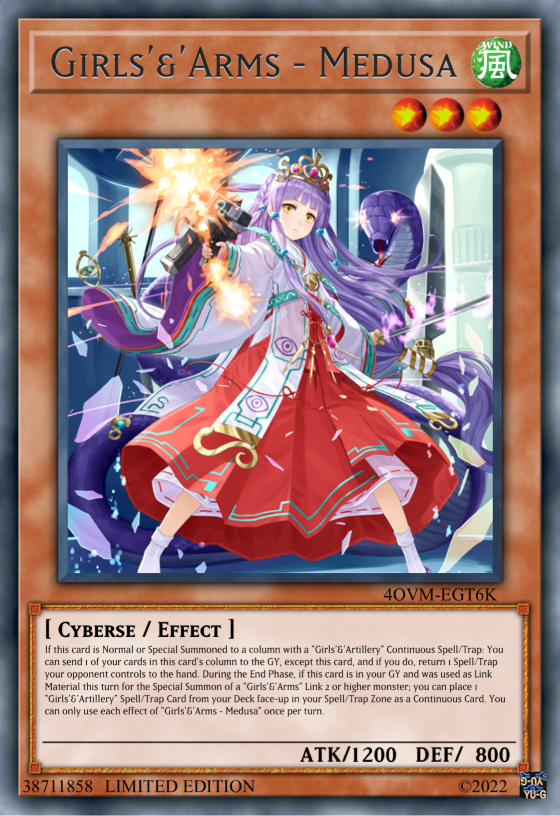 Girls'&'Arms - Medusa
WIND
風
4OVM-EGT6K
[ Cyberse / Effect ]
If this card is Normal or Special Summoned to a column with a "Girls'&'Artillery" Continuous Spell/Trap: You
can send 1 of your cards in this card's column to the GY, except this card, and if you do, return 1 Spell/Trap
your opponent controls to the hand. During the End Phase, if this card is in your GY and was used as Link
Material this turn for the Special Summon of a "Girls'&'Arms" Link 2 or higher monster; you can place 1
"Girls'&'Artillery" Spell/Trap Card from your Deck face-up in your Spell/Trap Zone as a Continuous Card. You
can only use each effect of "Girls'&'Arms - Medusa" once per turn.
ATK/1200 DEF/ 800
38711858 LIMITED EDITION ©2022
YU-G